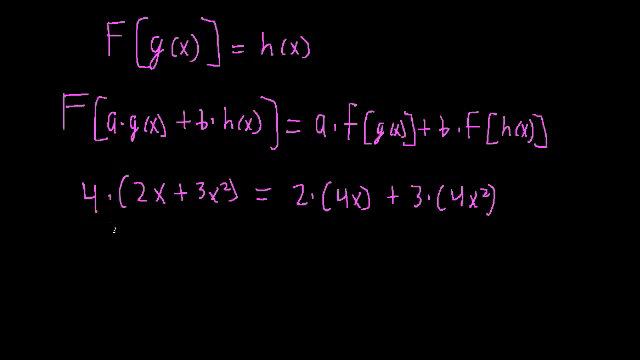 F[g(x)] = h(x)
F[a·g(x) + b·h(x)] = a·f[g(x)] + b·F[h(x)]
4·(2x + 3x²) = 2·(4x) + 3·(4x²)